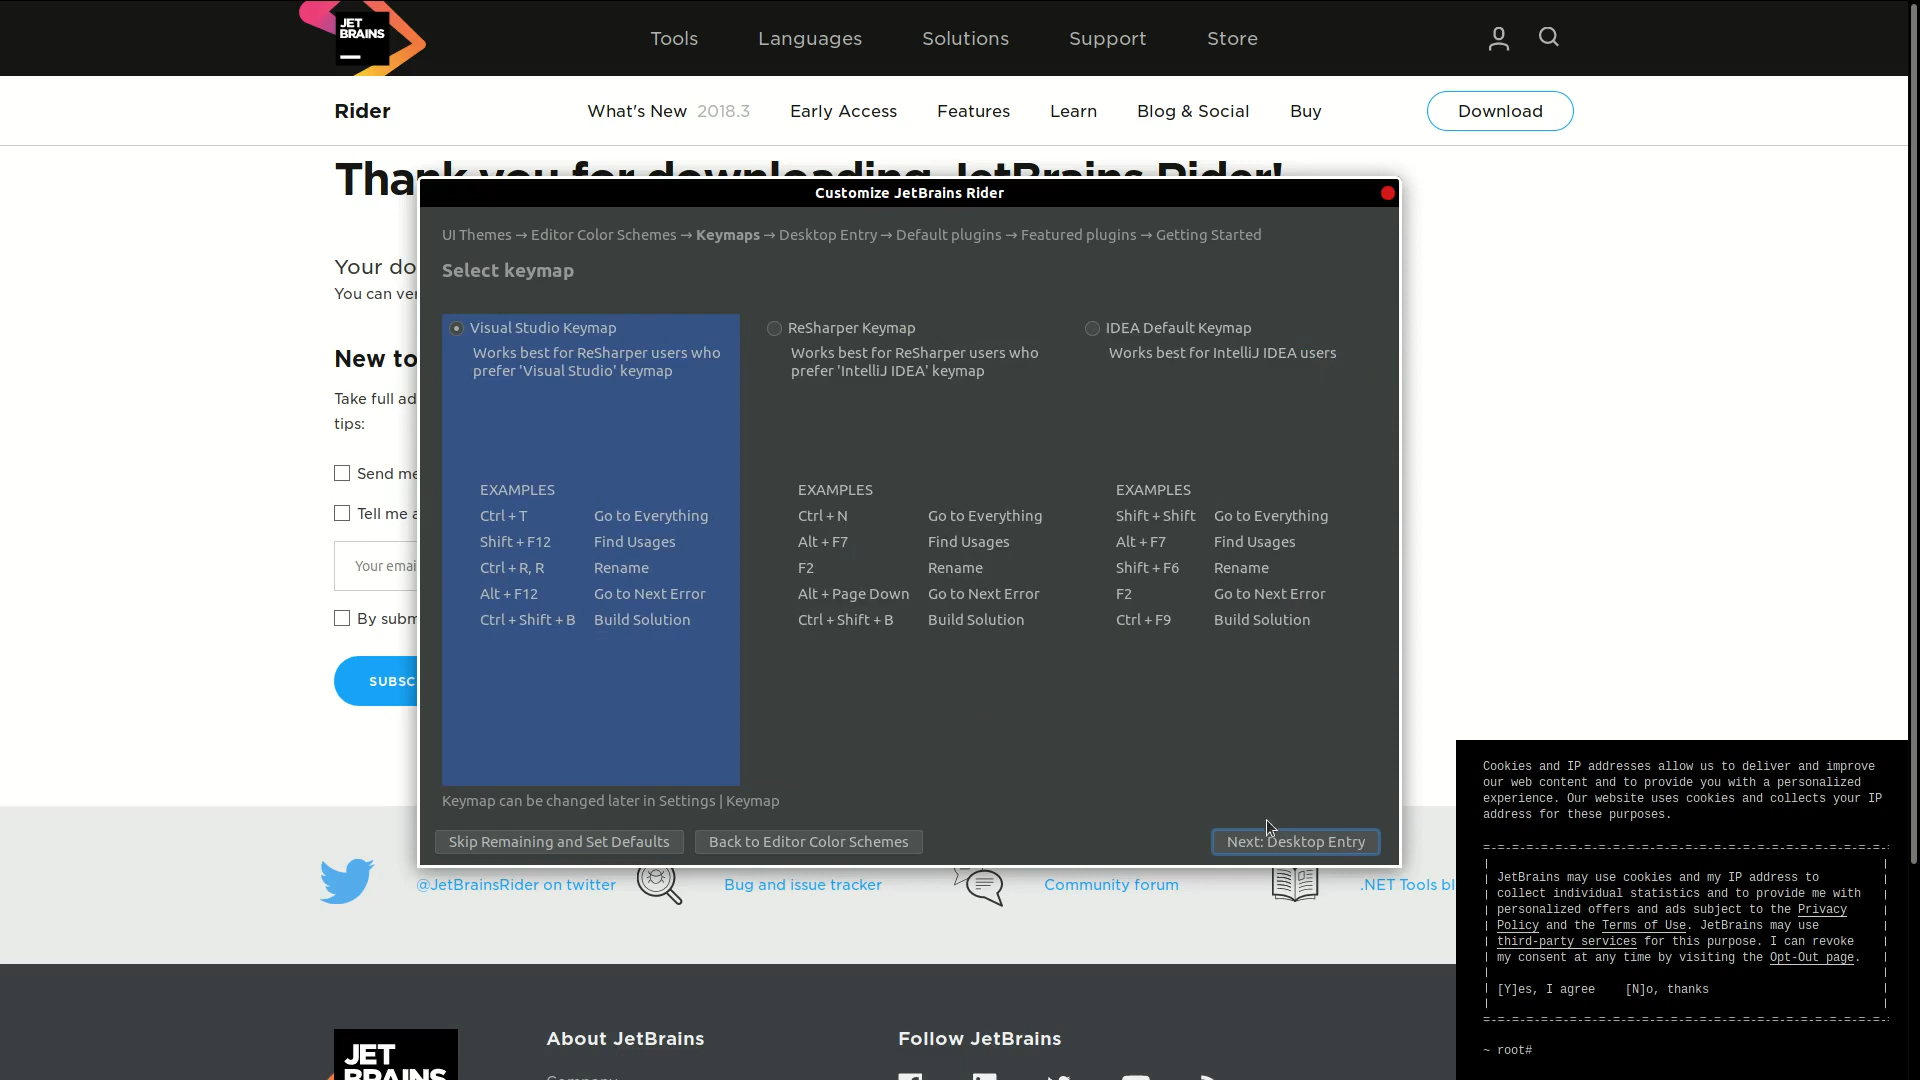 JET
BRAINS
Tools
Languages
Solutions
Support
Store
Rider
What's New 2018.3
Early Access
Features
Learn
Blog & Social
Buy
Download
Thank you for downloading JetBrains Rider!
Customize JetBrains Rider
UI Themes → Editor Color Schemes → Keymaps → Desktop Entry → Default plugins → Featured plugins → Getting Started
Select keymap
Visual Studio Keymap
Works best for ReSharper users who
prefer 'Visual Studio' keymap
EXAMPLES
Ctrl + T Go to Everything
Shift + F12 Find Usages
Ctrl + R, R Rename
Alt + F12 Go to Next Error
Ctrl + Shift + B Build Solution
ReSharper Keymap
Works best for ReSharper users who
prefer 'IntelliJ IDEA' keymap
EXAMPLES
Ctrl + N Go to Everything
Alt + F7 Find Usages
F2 Rename
Alt + Page Down Go to Next Error
Ctrl + Shift + B Build Solution
IDEA Default Keymap
Works best for IntelliJ IDEA users
EXAMPLES
Shift + Shift Go to Everything
Alt + F7 Find Usages
Shift + F6 Rename
F2 Go to Next Error
Ctrl + F9 Build Solution
Keymap can be changed later in Settings | Keymap
Skip Remaining and Set Defaults
Back to Editor Color Schemes
Next: Desktop Entry
Your
You can
New to
Take full
tips:
Send me
Tell me
Your
By
@JetBrainsRider on twitter
Bug and issue tracker
Community forum
.NET Tools
Cookies and IP addresses allow us to deliver and improve
our web content and to provide you with a personalized
experience. Our website uses cookies and collects your IP
address for these purposes.
JetBrains may use cookies and my IP address to
collect individual statistics and to provide me with
personalized offers and ads subject to the Privacy
Policy and the Terms of Use. JetBrains may use
third-party services for this purpose. I can revoke
my consent at any time by visiting the Opt-Out page.
[Y]es, I agree [N]o, thanks
~ root#
JET
BRAINS
About JetBrains
Follow JetBrains